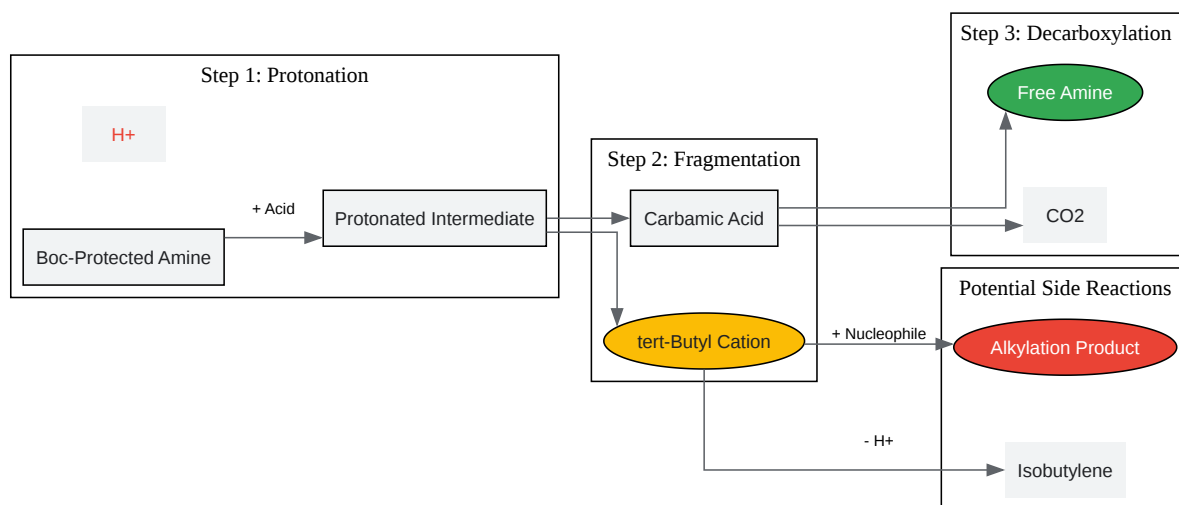 Step 1: Protonation
H+
+ Acid
Boc-Protected Amine
Protonated Intermediate
Step 2: Fragmentation
Carbamic Acid
tert-Butyl Cation
Step 3: Decarboxylation
Free Amine
CO2
Potential Side Reactions
+ Nucleophile
Alkylation Product
- H+
Isobutylene